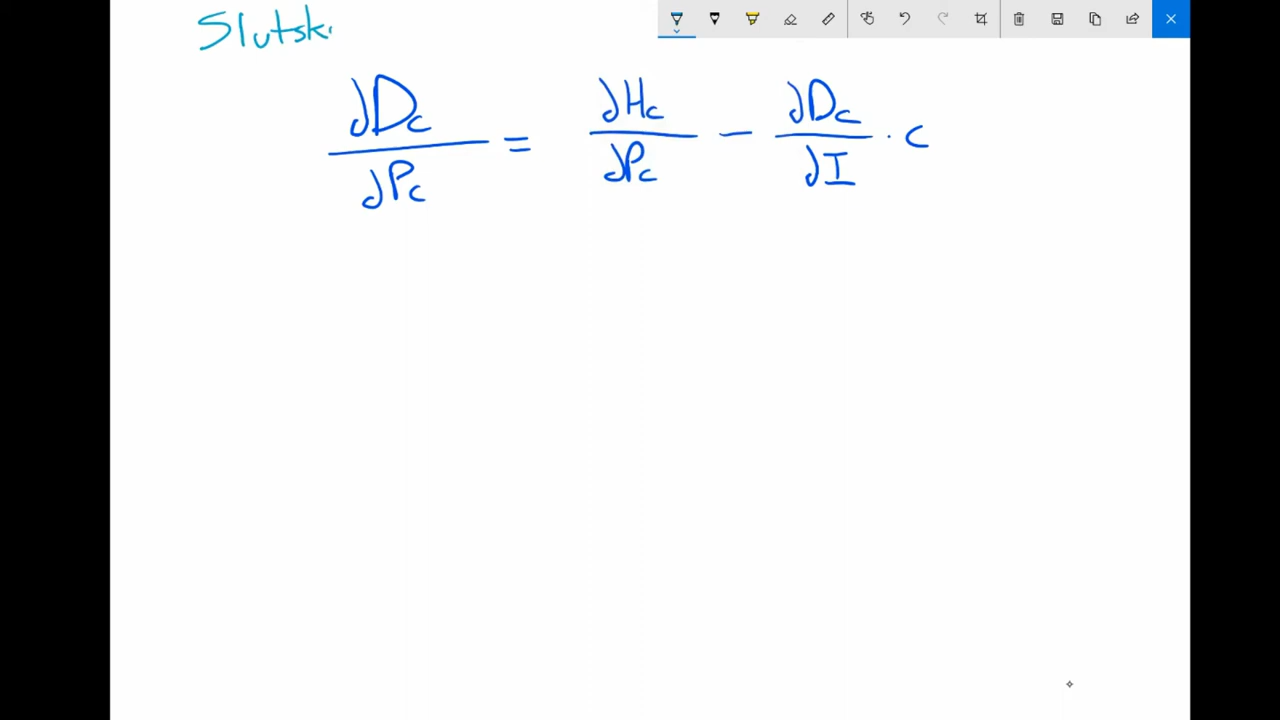 Slutsk
∂Dc/∂Pc = ∂Hc/∂Pc − ∂Dc/∂I · c